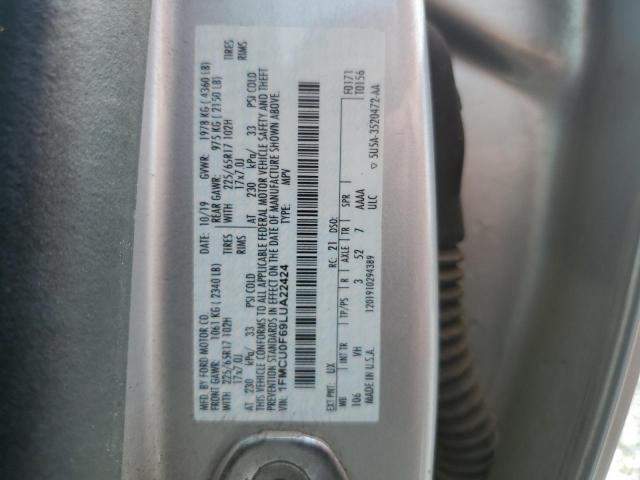 MFD. BY FORD MOTOR CO.
DATE: 10/19 GVWR: 1978 KG ( 4360 LB)
FRONT GAWR: 1061 KG ( 2340 LB) REAR GAWR: 975 KG ( 2150 LB)
WITH 225/65R17 102H TIRES WITH 225/65R17 102H TIRES
17x7.0J RIMS 17x7.0J RIMS
AT 230 kPa/ 33 PSI COLD AT 230 kPa/ 33 PSI COLD
THIS VEHICLE CONFORMS TO ALL APPLICABLE FEDERAL MOTOR VEHICLE SAFETY AND THEFT
PREVENTION STANDARDS IN EFFECT ON THE DATE OF MANUFACTURE SHOWN ABOVE.
VIN: 1FMCU0F69LUA22424 TYPE: MPV
EXT PNT: UX RC: 21 DSO: F0171
T0156
WB INT TR TP/PS R AXLE TR SPR
106 VH 3 52 7 AAAA
MADE IN U.S.A. 1201910294389 ULC
5U5A-3520472-AA